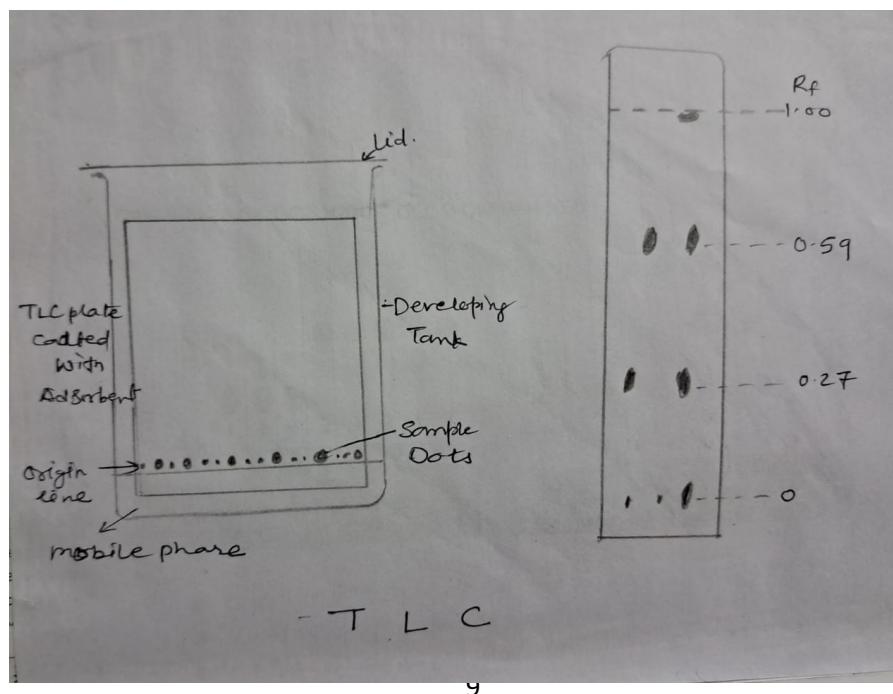 Lid.
TLC plate
coated
with
Adsorbent
Developing
Tank
Sample
Dots
Origin
line
mobile phase
Rf
1.00
0.59
0.27
0
- T L C
9